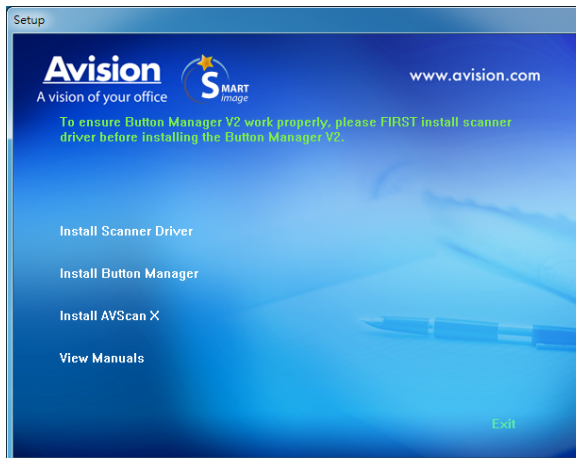 Setup
Avision
A vision of your office
SMART
Image
www.avision.com
To ensure Button Manager V2 work properly, please FIRST install scanner
driver before installing the Button Manager V2.
Install Scanner Driver
Install Button Manager
Install AVScan X
View Manuals
Exit